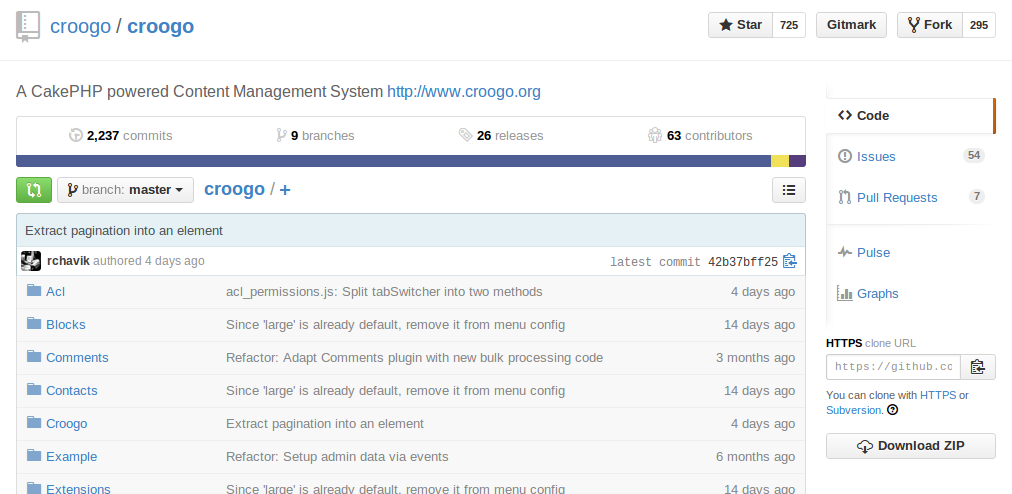 croogo / croogo
Star 725 Gitmark Fork 295
A CakePHP powered Content Management System http://www.croogo.org
2,237 commits 9 branches 26 releases 63 contributors
branch: master croogo / +
Extract pagination into an element
rchavik authored 4 days ago latest commit 42b37bff25
Acl acl_permissions.js: Split tabSwitcher into two methods 4 days ago
Blocks Since 'large' is already default, remove it from menu config 14 days ago
Comments Refactor: Adapt Comments plugin with new bulk processing code 3 months ago
Contacts Since 'large' is already default, remove it from menu config 14 days ago
Croogo Extract pagination into an element 4 days ago
Example Refactor: Setup admin data via events 6 months ago
Extensions Since 'large' is already default, remove it from menu config 14 days ago
Code
Issues 54
Pull Requests 7
Pulse
Graphs
HTTPS clone URL
https://github.cc
You can clone with HTTPS or
Subversion. ?
Download ZIP